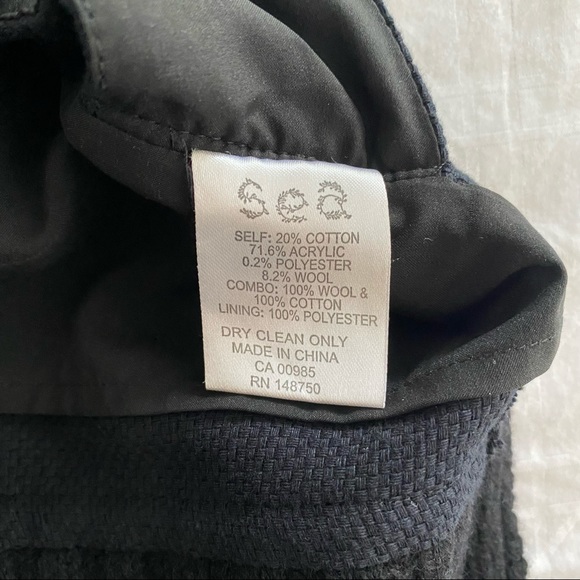 Sea
SELF: 20% COTTON
71.6% ACRYLIC
0.2% POLYESTER
8.2% WOOL
COMBO: 100% WOOL &
100% COTTON
LINING: 100% POLYESTER
DRY CLEAN ONLY
MADE IN CHINA
CA 00985
RN 148750